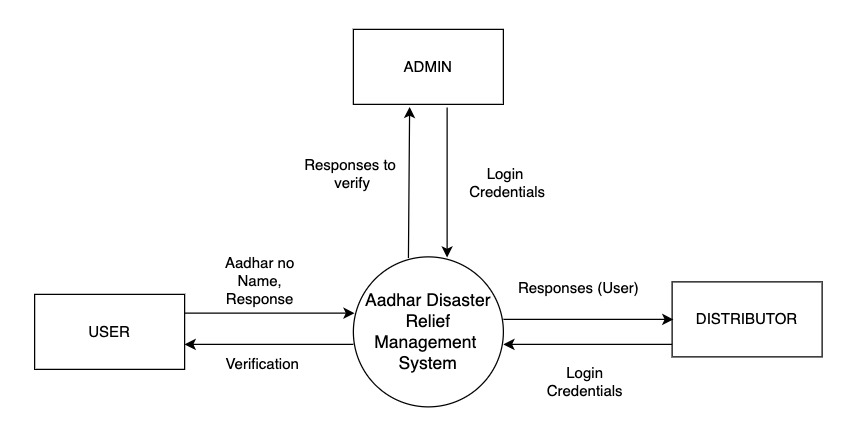 ADMIN
Responses to
verify
Login
Credentials
Aadhar no
Name,
Response
USER
Verification
Aadhar Disaster
Relief
Management
System
Responses (User)
DISTRIBUTOR
Login
Credentials